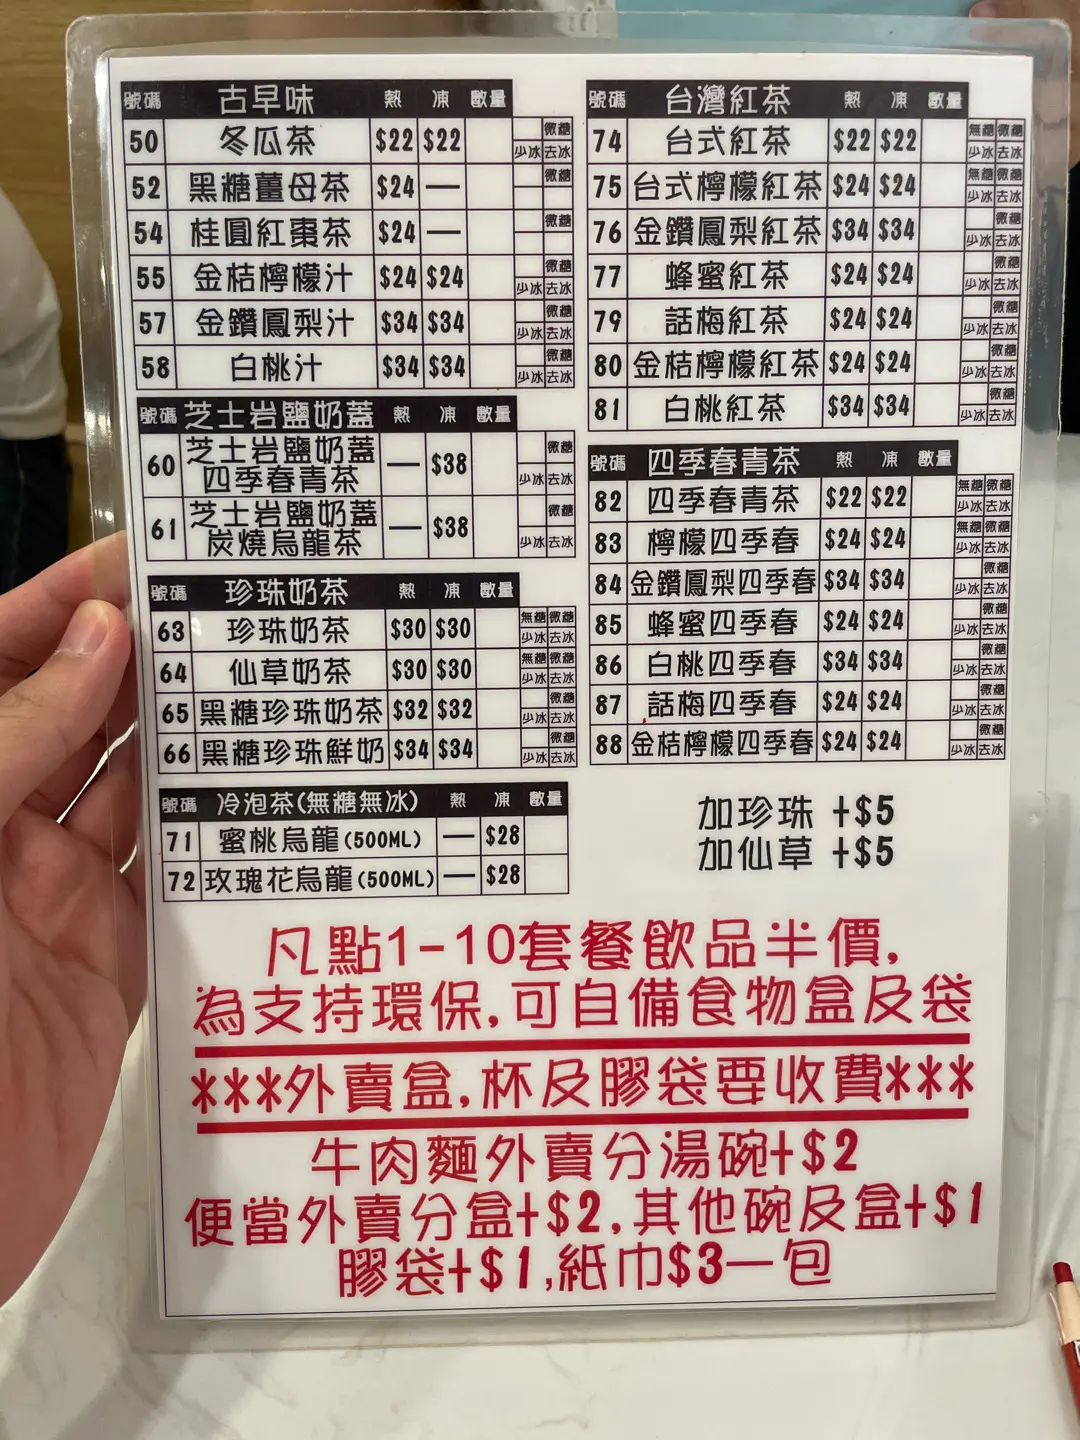 號碼 古早味 熱 凍 數量
50 冬瓜茶 $22 $22 微糖 少冰 去冰
52 黑糖薑母茶 $24 — 微糖
54 桂圓紅棗茶 $24 — 微糖
55 金桔檸檬汁 $24 $24 微糖 少冰 去冰
57 金鑽鳳梨汁 $34 $34 微糖 少冰 去冰
58 白桃汁 $34 $34 微糖 少冰 去冰
號碼 芝士岩鹽奶蓋 熱 凍 數量
60 芝士岩鹽奶蓋 四季春青茶 — $38 微糖 少冰 去冰
61 芝士岩鹽奶蓋 炭燒烏龍茶 — $38 微糖 少冰 去冰
號碼 珍珠奶茶 熱 凍 數量
63 珍珠奶茶 $30 $30 無糖 微糖 少冰 去冰
64 仙草奶茶 $30 $30 無糖 微糖 少冰 去冰
65 黑糖珍珠奶茶 $32 $32 微糖 少冰 去冰
66 黑糖珍珠鮮奶 $34 $34 微糖 少冰 去冰
號碼 冷泡茶(無糖無冰) 熱 凍 數量
71 蜜桃烏龍(500ML) — $28
72 玫瑰花烏龍(500ML) — $28
號碼 台灣紅茶 熱 凍 數量
74 台式紅茶 $22 $22 無糖 微糖 少冰 去冰
75 台式檸檬紅茶 $24 $24 無糖 微糖 少冰 去冰
76 金鑽鳳梨紅茶 $34 $34 微糖 少冰 去冰
77 蜂蜜紅茶 $24 $24 微糖 少冰 去冰
79 話梅紅茶 $24 $24 微糖 少冰 去冰
80 金桔檸檬紅茶 $24 $24 微糖 少冰 去冰
81 白桃紅茶 $34 $34 微糖 少冰 去冰
號碼 四季春青茶 熱 凍 數量
82 四季春青茶 $22 $22 無糖 微糖 少冰 去冰
83 檸檬四季春 $24 $24 無糖 微糖 少冰 去冰
84 金鑽鳳梨四季春 $34 $34 微糖 少冰 去冰
85 蜂蜜四季春 $24 $24 微糖 少冰 去冰
86 白桃四季春 $34 $34 微糖 少冰 去冰
87 話梅四季春 $24 $24 微糖 少冰 去冰
88 金桔檸檬四季春 $24 $24 微糖 少冰 去冰
加珍珠 +$5
加仙草 +$5
凡點1-10套餐飲品半價,
為支持環保,可自備食物盒及袋
***外賣盒,杯及膠袋要收費***
牛肉麵外賣分湯碗+$2
便當外賣分盒+$2,其他碗及盒+$1
膠袋+$1,紙巾$3一包